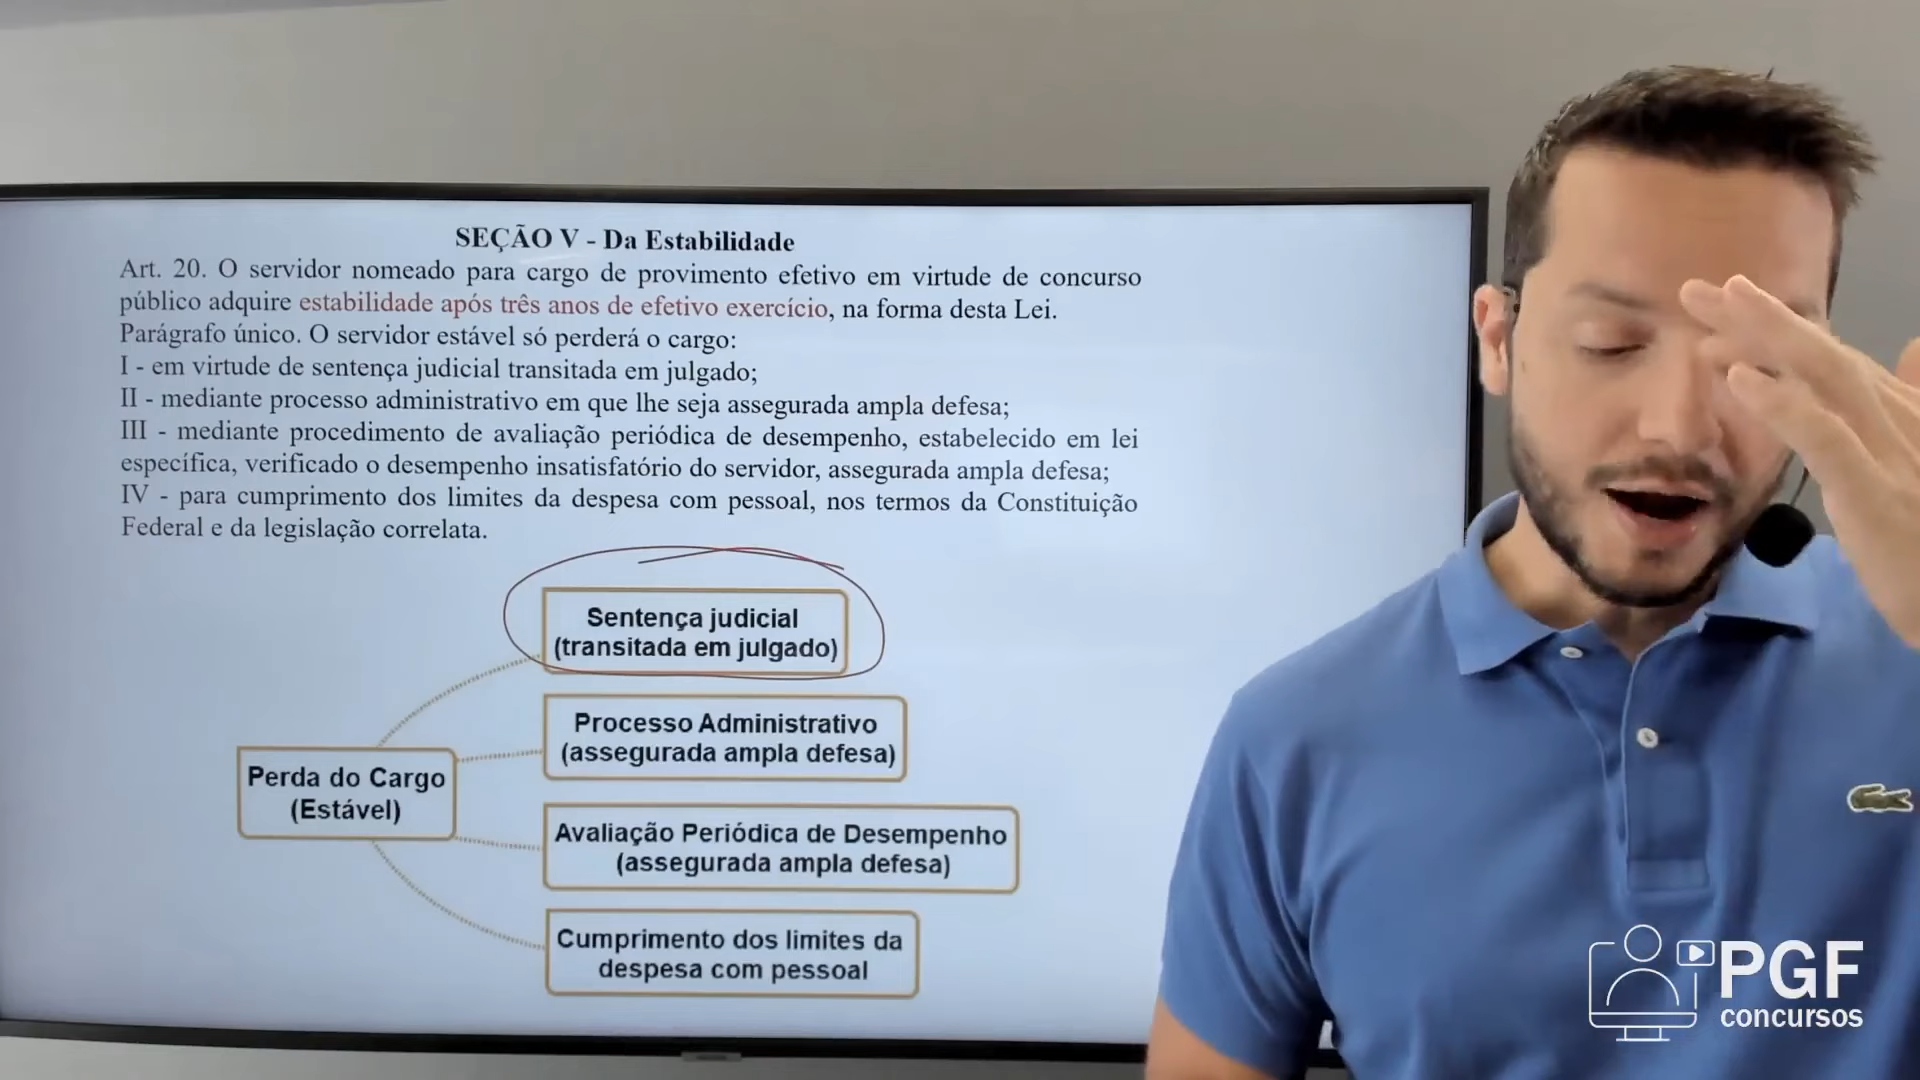 SEÇÃO V - Da Estabilidade
Art. 20. O servidor nomeado para cargo de provimento efetivo em virtude de concurso
público adquire estabilidade após três anos de efetivo exercício, na forma desta Lei.
Parágrafo único. O servidor estável só perderá o cargo:
I - em virtude de sentença judicial transitada em julgado;
II - mediante processo administrativo em que lhe seja assegurada ampla defesa;
III - mediante procedimento de avaliação periódica de desempenho, estabelecido em lei
específica, verificado o desempenho insatisfatório do servidor, assegurada ampla defesa;
IV - para cumprimento dos limites da despesa com pessoal, nos termos da Constituição
Federal e da legislação correlata.
Sentença judicial
(transitada em julgado)
Processo Administrativo
(assegurada ampla defesa)
Perda do Cargo
(Estável)
Avaliação Periódica de Desempenho
(assegurada ampla defesa)
Cumprimento dos limites da
despesa com pessoal
PGF
concursos